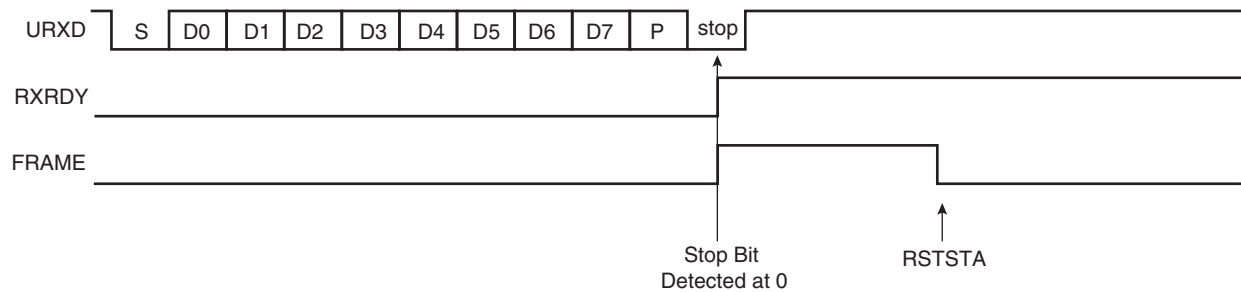 URXD S D0 D1 D2 D3 D4 D5 D6 D7 P stop
RXRDY
FRAME
Stop Bit
Detected at 0
RSTSTA